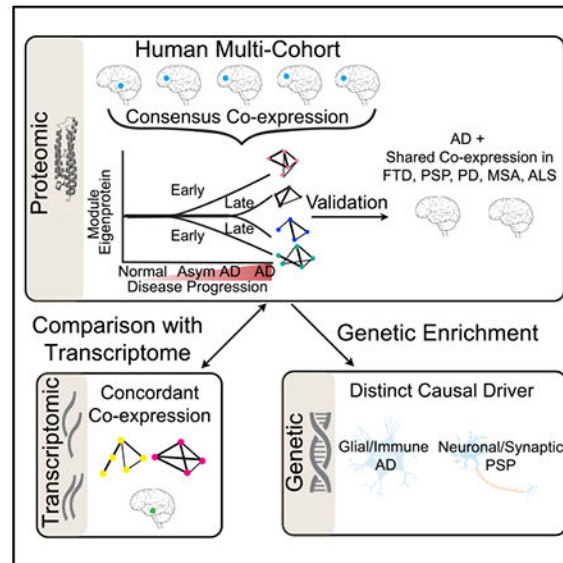 Proteomic
Human Multi-Cohort
Consensus Co-expression
Module
Eigenprotein
Early
Late
Late
Early
Normal Asym AD AD
Disease Progression
Validation
AD +
Shared Co-expression in
FTD, PSP, PD, MSA, ALS
Comparison with
Transcriptome
Genetic Enrichment
Transcriptomic
Concordant
Co-expression
Genetic
Distinct Causal Driver
Glial/Immune
AD
Neuronal/Synaptic
PSP